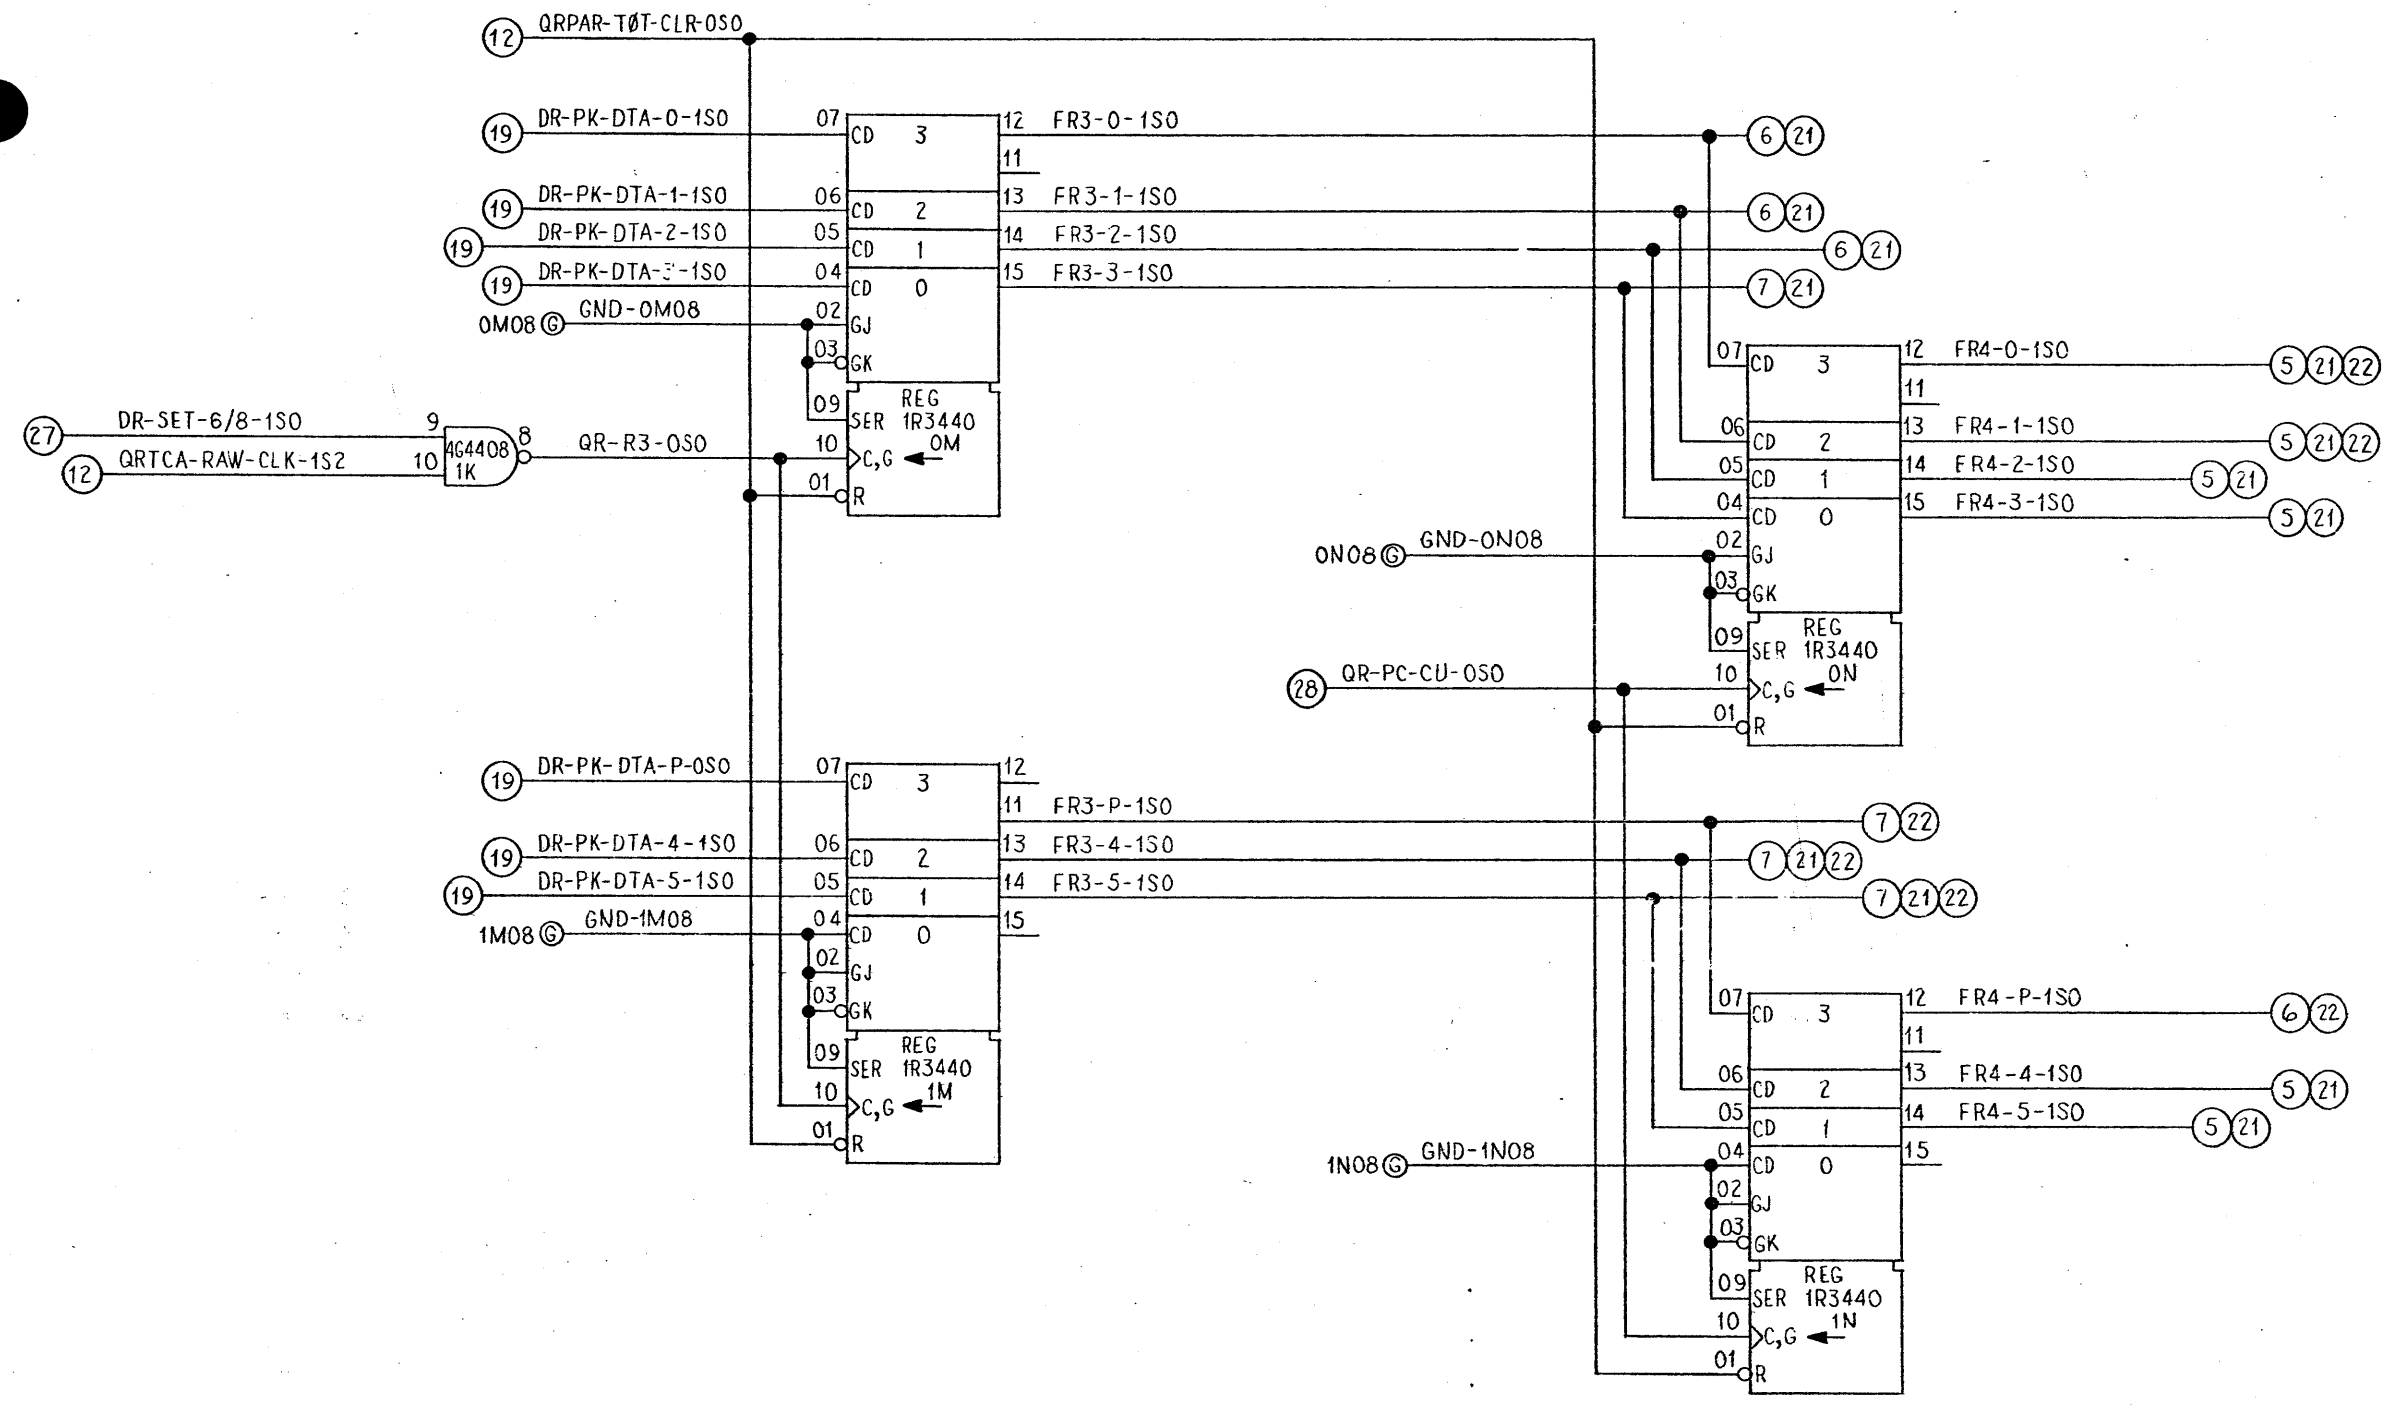 12 QRPAR-TØT-CLR-0S0
19 DR-PK-DTA-0-1S0 07 CD 3 12 FR3-0-1S0 6 21
11
19 DR-PK-DTA-1-1S0 06 CD 2 13 FR3-1-1S0 6 21
19 DR-PK-DTA-2-1S0 05 CD 1 14 FR3-2-1S0 6 21
19 DR-PK-DTA-3-1S0 04 CD 0 15 FR3-3-1S0 7 21
0M08 G GND-0M08 02 GJ
03 GK
REG
09 SER 1R3440
10 C,G 0M
01 R
27 DR-SET-6/8-1S0 9
12 QRTCA-RAW-CLK-1S2 10
4G4408
1K
8 QR-R3-0S0
07 CD 3 12 FR4-0-1S0 5 21 22
11
06 CD 2 13 FR4-1-1S0 5 21 22
05 CD 1 14 FR4-2-1S0 5 21
04 CD 0 15 FR4-3-1S0 5 21
0N08 G GND-0N08 02 GJ
03 GK
REG
09 SER 1R3440
28 QR-PC-CU-0S0 10 C,G 0N
01 R
19 DR-PK-DTA-P-0S0 07 CD 3 12
11 FR3-P-1S0 7 22
19 DR-PK-DTA-4-1S0 06 CD 2 13 FR3-4-1S0 7 21 22
19 DR-PK-DTA-5-1S0 05 CD 1 14 FR3-5-1S0 7 21 22
1M08 G GND-1M08 04 CD 0 15
02 GJ
03 GK
REG
09 SER 1R3440
10 C,G 1M
01 R
07 CD 3 12 FR4-P-1S0 6 22
11
06 CD 2 13 FR4-4-1S0 5 21
05 CD 1 14 FR4-5-1S0 5 21
1N08 G GND-1N08 04 CD 0 15
02 GJ
03 GK
REG
09 SER 1R3440
10 C,G 1N
01 R